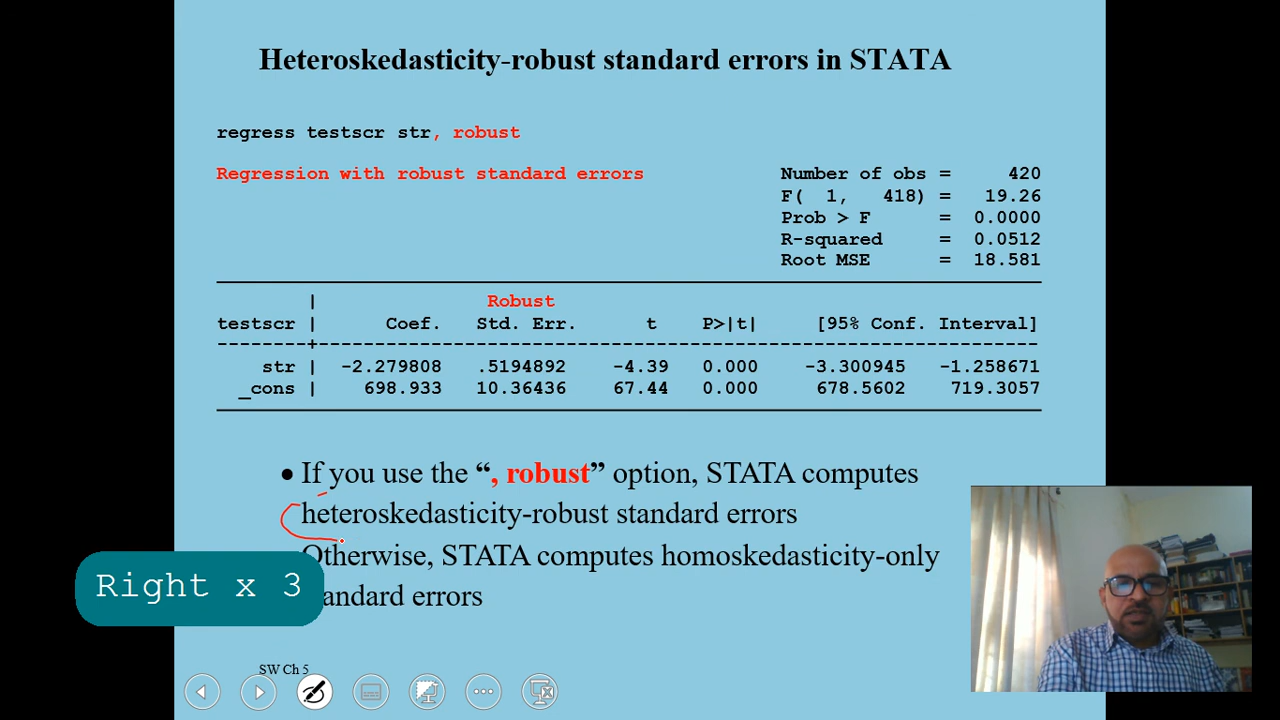 Heteroskedasticity-robust standard errors in STATA
regress testscr str, robust
Regression with robust standard errors
Number of obs = 420
F( 1, 418) = 19.26
Prob > F = 0.0000
R-squared = 0.0512
Root MSE = 18.581
| Robust
testscr | Coef. Std. Err. t P>|t| [95% Conf. Interval]
--------+----------------------------------------------------------------
str | -2.279808 .5194892 -4.39 0.000 -3.300945 -1.258671
_cons | 698.933 10.36436 67.44 0.000 678.5602 719.3057
• If you use the “, robust” option, STATA computes
heteroskedasticity-robust standard errors
Otherwise, STATA computes homoskedasticity-only
andard errors
Right x 3
SW Ch 5